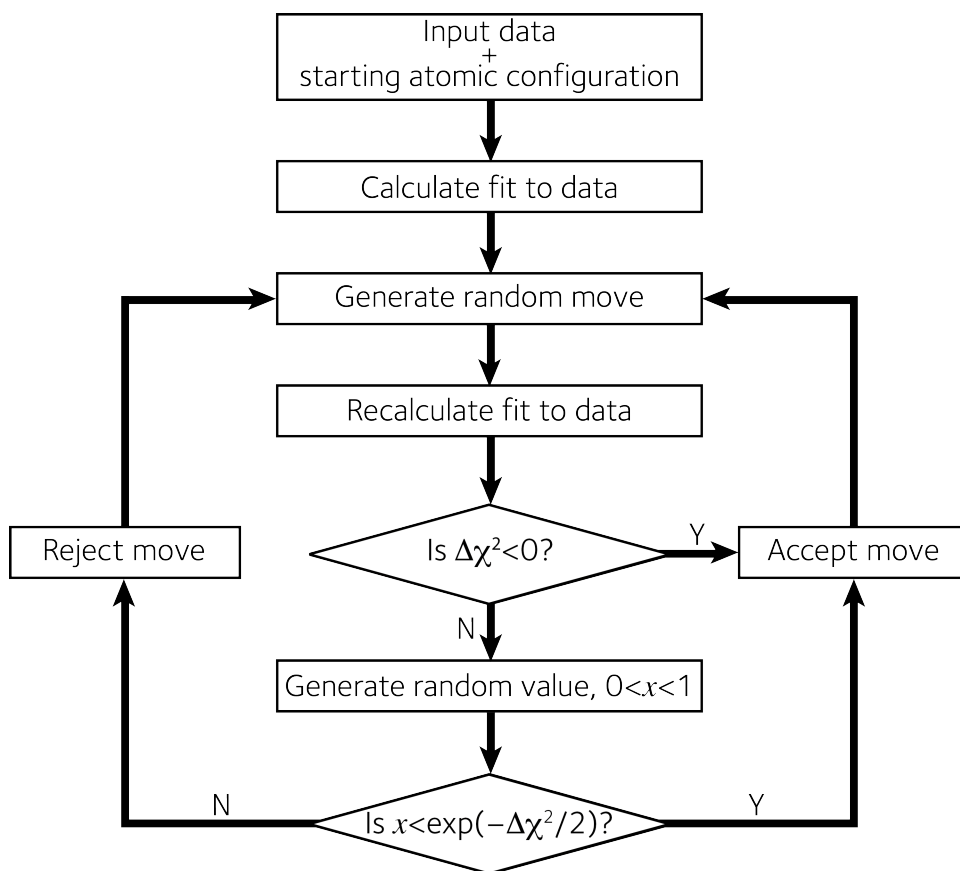 Input data
+
starting atomic configuration
Calculate fit to data
Generate random move
Recalculate fit to data
Reject move
Is Δχ²<0?
Y
Accept move
N
Generate random value, 0<x<1
N
Is x<exp(−Δχ²/2)?
Y